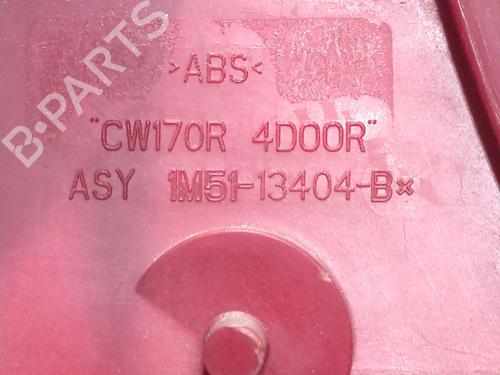 >ABS<
"CW170R 4DOOR"
ASY 1M51-13404-B*
B-PARTS